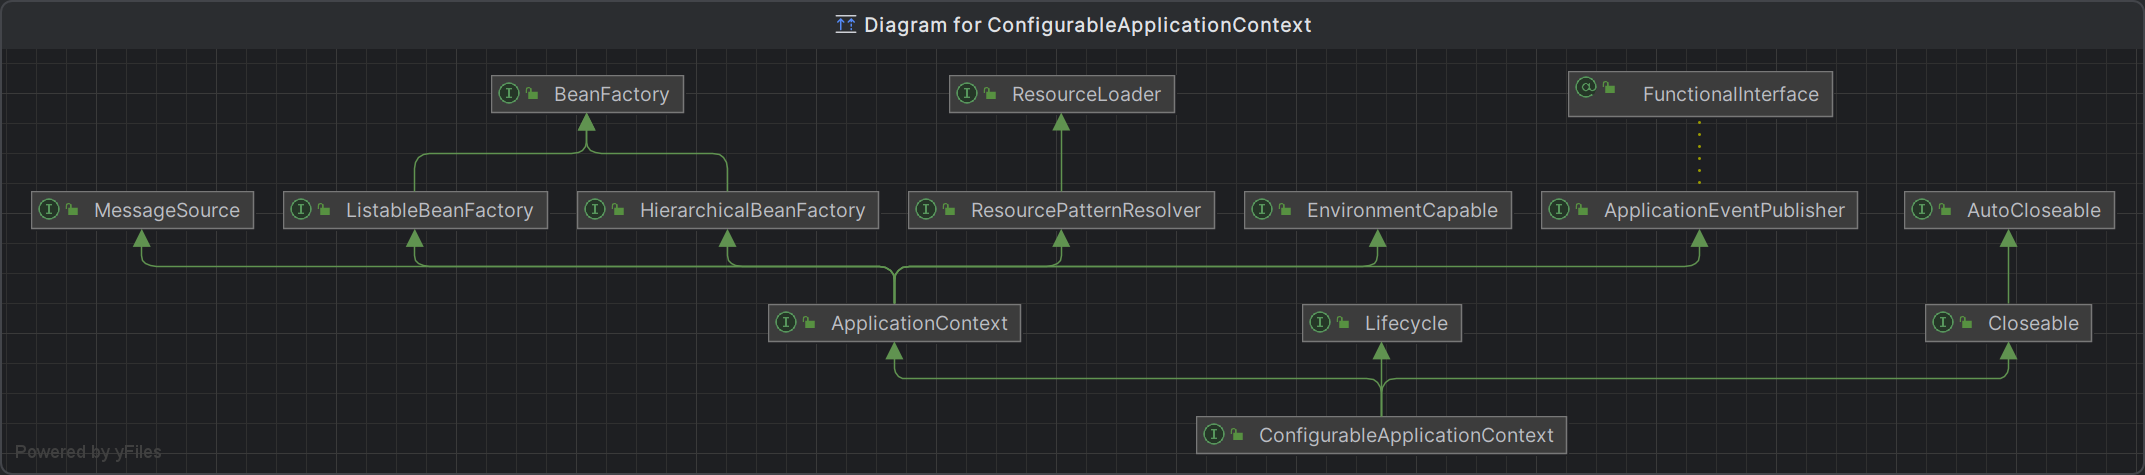 Diagram for ConfigurableApplicationContext
BeanFactory
ResourceLoader
FunctionalInterface
MessageSource
ListableBeanFactory
HierarchicalBeanFactory
ResourcePatternResolver
EnvironmentCapable
ApplicationEventPublisher
AutoCloseable
ApplicationContext
Lifecycle
Closeable
ConfigurableApplicationContext
Powered by yFiles